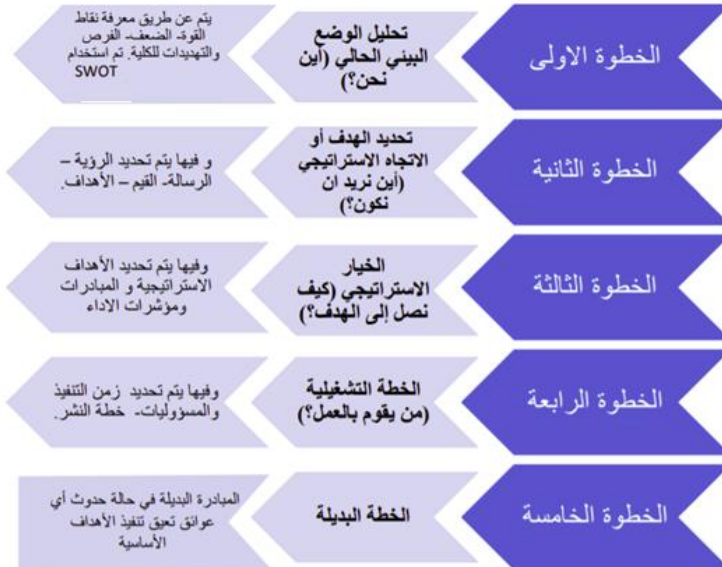 الخطوة الاولى
تحليل الوضع
البيئي الحالي (أين
نحن؟)
يتم عن طريق معرفة نقاط
القوة- الضعف- الفرص
والتهديدات للكلية. تم استخدام
SWOT
الخطوة الثانية
تحديد الهدف أو
الاتجاه الاستراتيجي
(أين نريد ان
نكون؟)
و فيها يتم تحديد الرؤية –
الرسالة- القيم – الأهداف.
الخطوة الثالثة
الخيار
الاستراتيجي (كيف
نصل إلى الهدف؟)
وفيها يتم تحديد الأهداف
الاستراتيجية و المبادرات
ومؤشرات الاداء
الخطوة الرابعة
الخطة التشغيلية
(من يقوم بالعمل؟)
وفيها يتم تحديد زمن التنفيذ
والمسؤوليات- خطة النشر.
الخطوة الخامسة
الخطة البديلة
المبادرة البديلة في حالة حدوث أي
عوائق تعيق تنفيذ الأهداف
الأساسية